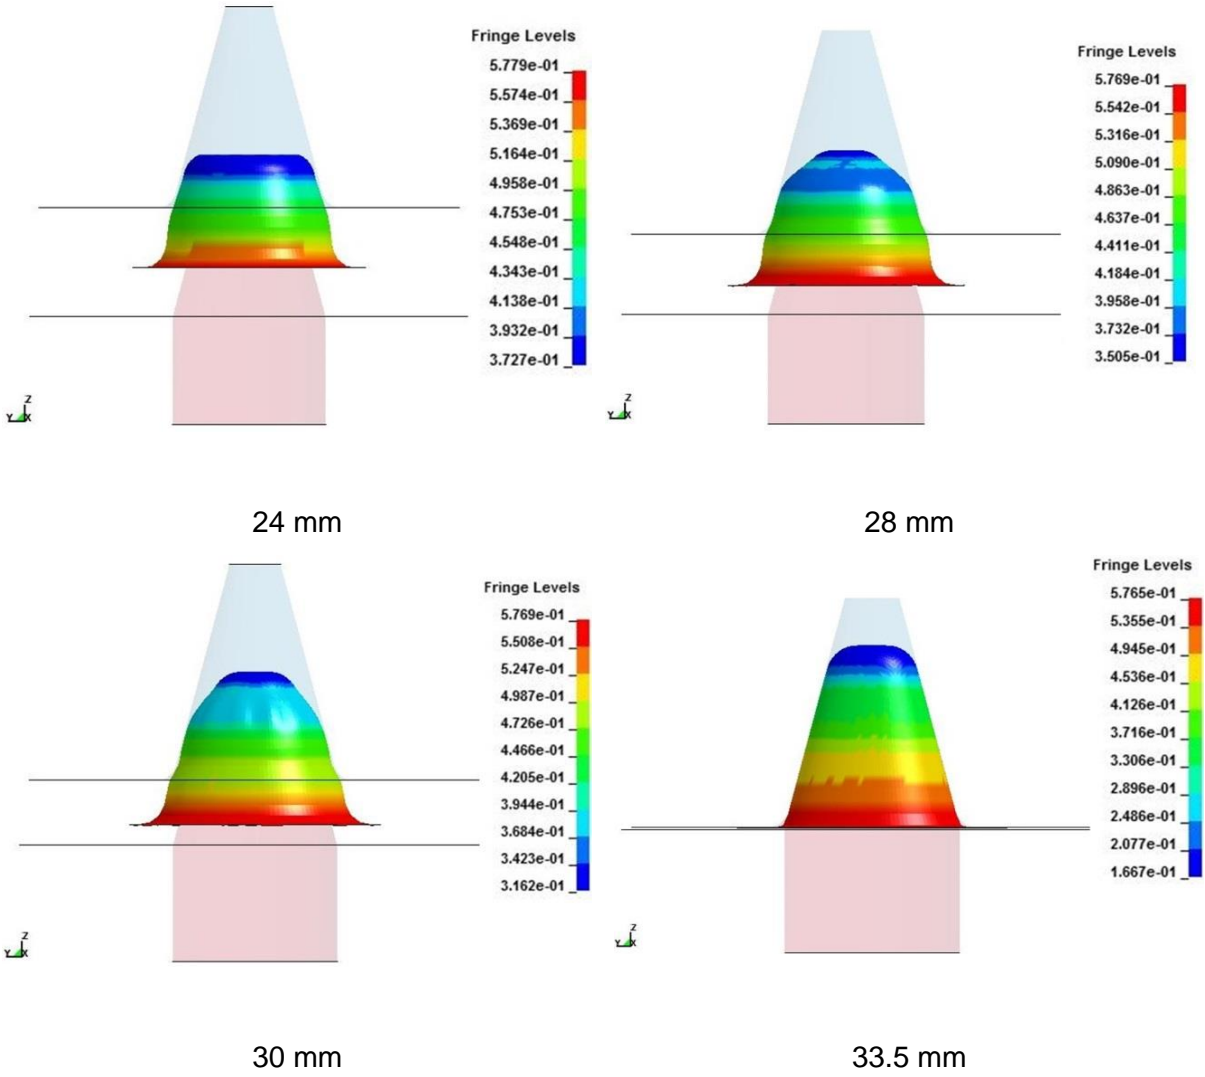 Fringe Levels
5.779e-01
5.574e-01
5.369e-01
5.164e-01
4.958e-01
4.753e-01
4.548e-01
4.343e-01
4.138e-01
3.932e-01
3.727e-01
Z
Y X
24 mm
Fringe Levels
5.769e-01
5.542e-01
5.316e-01
5.090e-01
4.863e-01
4.637e-01
4.411e-01
4.184e-01
3.958e-01
3.732e-01
3.505e-01
Z
Y X
28 mm
Fringe Levels
5.769e-01
5.508e-01
5.247e-01
4.987e-01
4.726e-01
4.466e-01
4.205e-01
3.944e-01
3.684e-01
3.423e-01
3.162e-01
Z
Y X
30 mm
Fringe Levels
5.765e-01
5.355e-01
4.945e-01
4.536e-01
4.126e-01
3.716e-01
3.306e-01
2.896e-01
2.486e-01
2.077e-01
1.667e-01
Z
Y X
33.5 mm